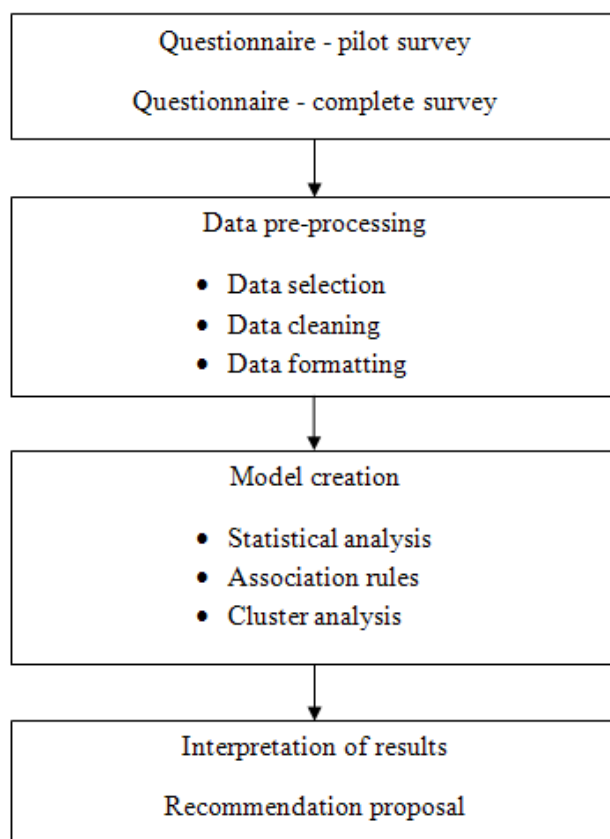 Questionnaire - pilot survey
Questionnaire - complete survey
Data pre-processing
• Data selection
• Data cleaning
• Data formatting
Model creation
• Statistical analysis
• Association rules
• Cluster analysis
Interpretation of results
Recommendation proposal